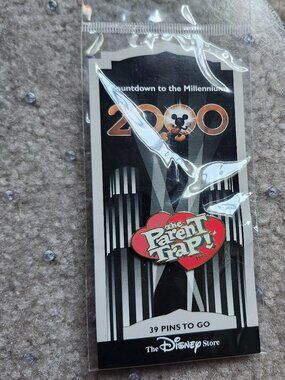 Countdown to the Millennium
2000
the
Parent
Trap!
39 PINS TO GO
The Disney Store